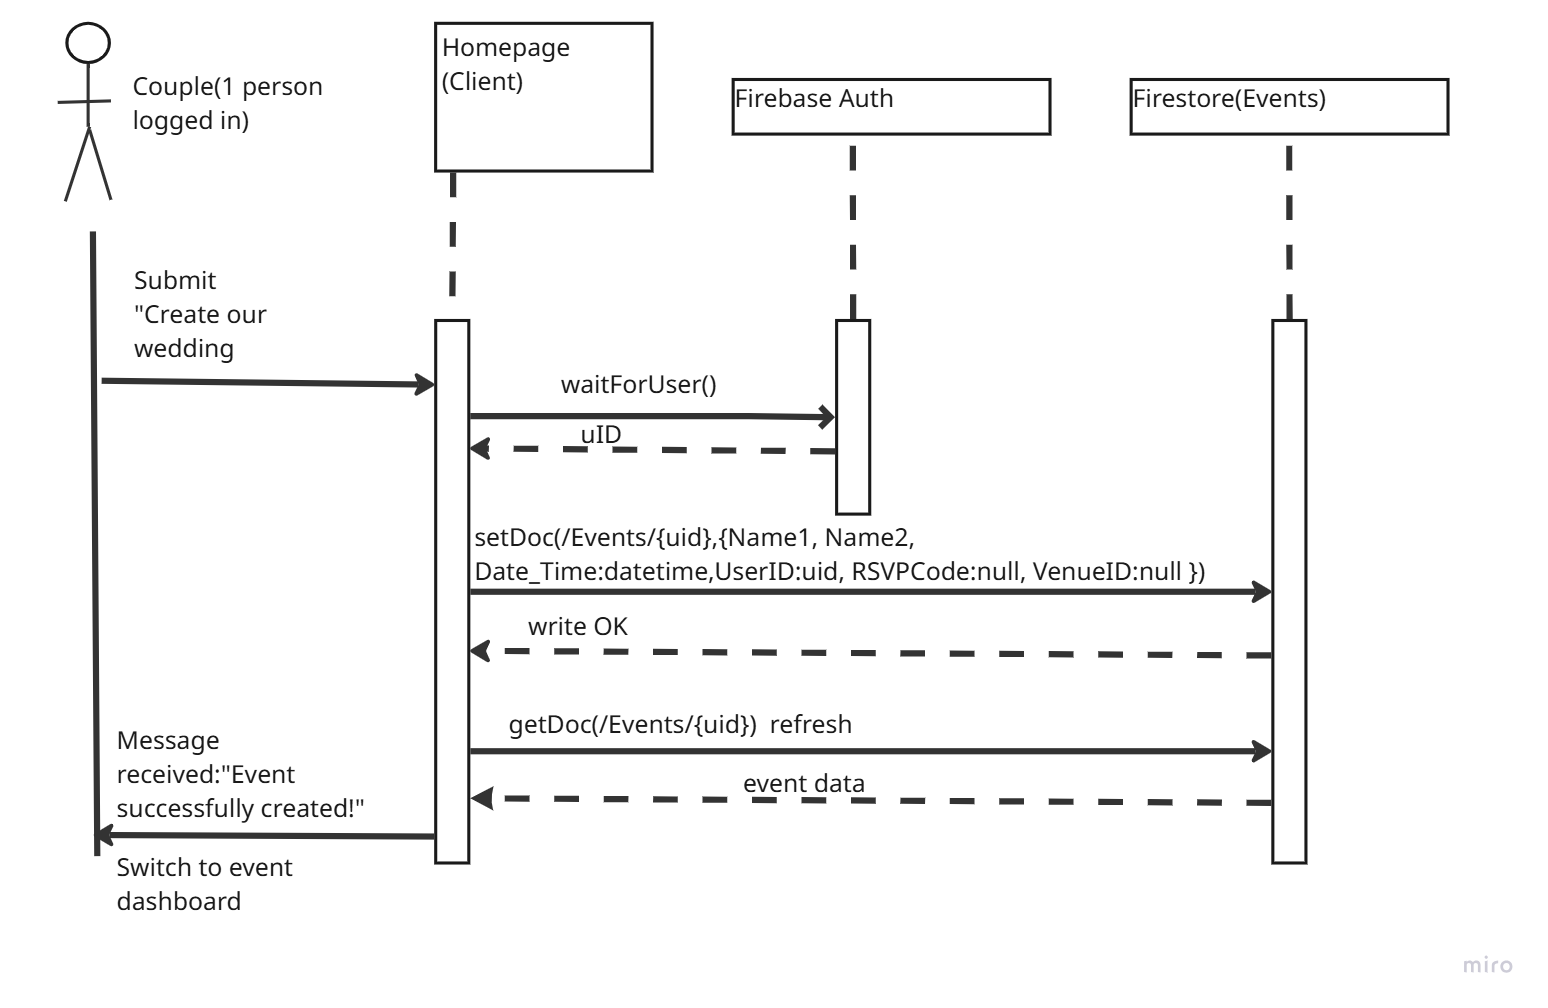 Couple(1 person
logged in)
Homepage
(Client)
Firebase Auth
Firestore(Events)
Submit
"Create our
wedding
waitForUser()
uID
setDoc(/Events/{uid},{Name1, Name2,
Date_Time:datetime,UserID:uid, RSVPCode:null, VenueID:null })
write OK
getDoc(/Events/{uid})  refresh
event data
Message
received:"Event
successfully created!"
Switch to event
dashboard
miro